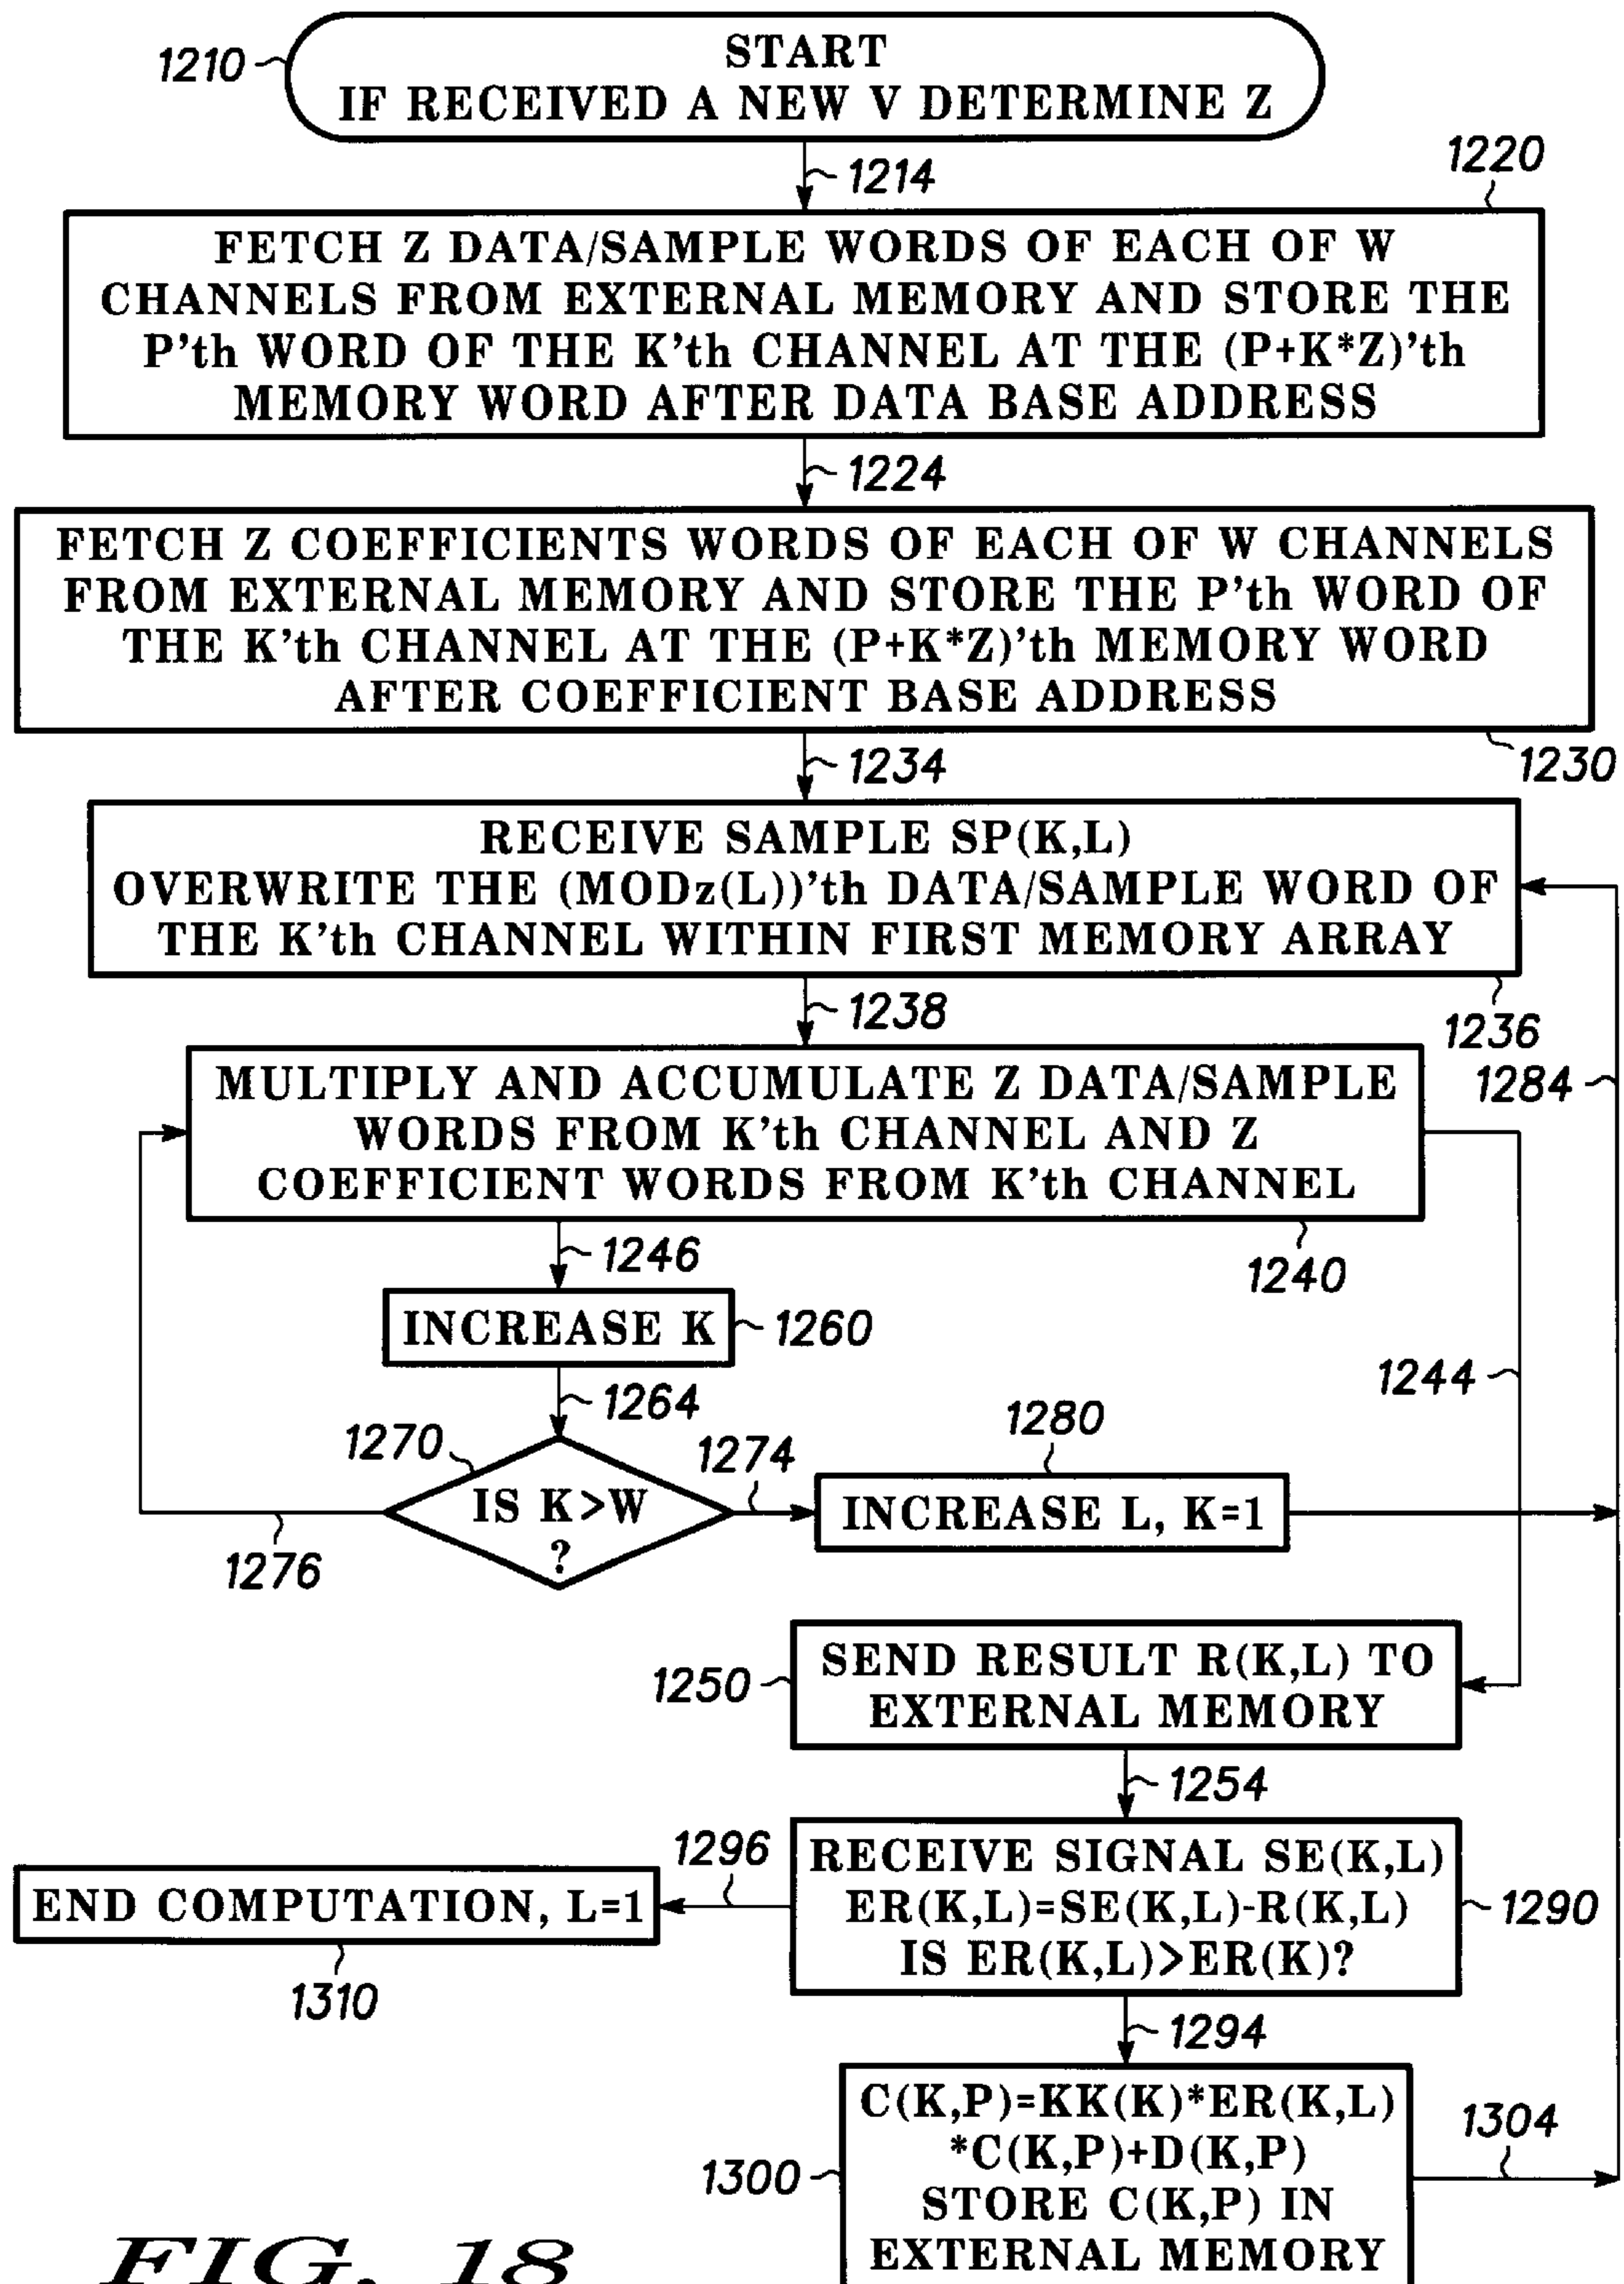 1210
START
IF RECEIVED A NEW V DETERMINE Z
1214
1220
FETCH Z DATA/SAMPLE WORDS OF EACH OF W
CHANNELS FROM EXTERNAL MEMORY AND STORE THE
P'th WORD OF THE K'th CHANNEL AT THE (P+K*Z)'th
MEMORY WORD AFTER DATA BASE ADDRESS
1224
FETCH Z COEFFICIENTS WORDS OF EACH OF W CHANNELS
FROM EXTERNAL MEMORY AND STORE THE P'th WORD OF
THE K'th CHANNEL AT THE (P+K*Z)'th MEMORY WORD
AFTER COEFFICIENT BASE ADDRESS
1230
1234
RECEIVE SAMPLE SP(K,L)
OVERWRITE THE (MODz(L))'th DATA/SAMPLE WORD OF
THE K'th CHANNEL WITHIN FIRST MEMORY ARRAY
1236
1238
1284
MULTIPLY AND ACCUMULATE Z DATA/SAMPLE
WORDS FROM K'th CHANNEL AND Z
COEFFICIENT WORDS FROM K'th CHANNEL
1240
1246
INCREASE K
1260
1244
1264
1270
IS K>W
?
1274
1276
1280
INCREASE L, K=1
1250
SEND RESULT R(K,L) TO
EXTERNAL MEMORY
1254
RECEIVE SIGNAL SE(K,L)
ER(K,L)=SE(K,L)-R(K,L)
IS ER(K,L)>ER(K)?
1290
1296
END COMPUTATION, L=1
1310
1294
C(K,P)=KK(K)*ER(K,L)
*C(K,P)+D(K,P)
STORE C(K,P) IN
EXTERNAL MEMORY
1300
1304
FIG. 18